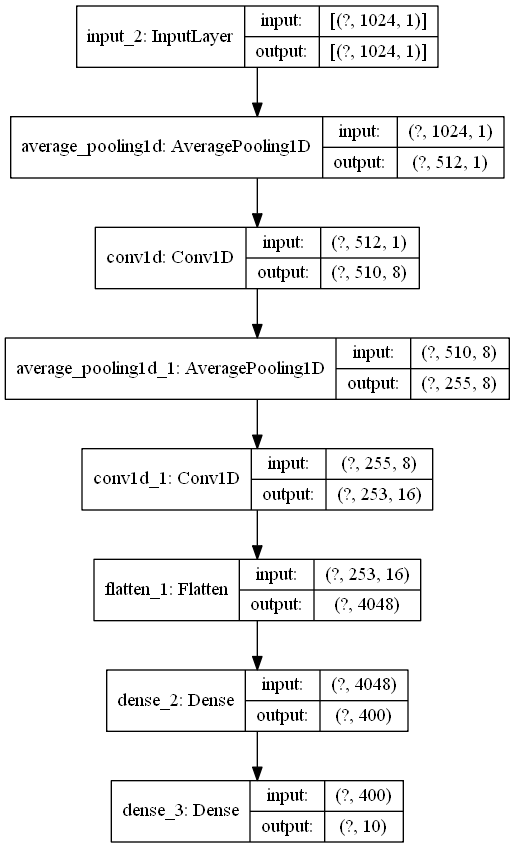 input_2: InputLayer
input: [(?, 1024, 1)]
output: [(?, 1024, 1)]
average_pooling1d: AveragePooling1D
input: (?, 1024, 1)
output: (?, 512, 1)
conv1d: Conv1D
input: (?, 512, 1)
output: (?, 510, 8)
average_pooling1d_1: AveragePooling1D
input: (?, 510, 8)
output: (?, 255, 8)
conv1d_1: Conv1D
input: (?, 255, 8)
output: (?, 253, 16)
flatten_1: Flatten
input: (?, 253, 16)
output: (?, 4048)
dense_2: Dense
input: (?, 4048)
output: (?, 400)
dense_3: Dense
input: (?, 400)
output: (?, 10)